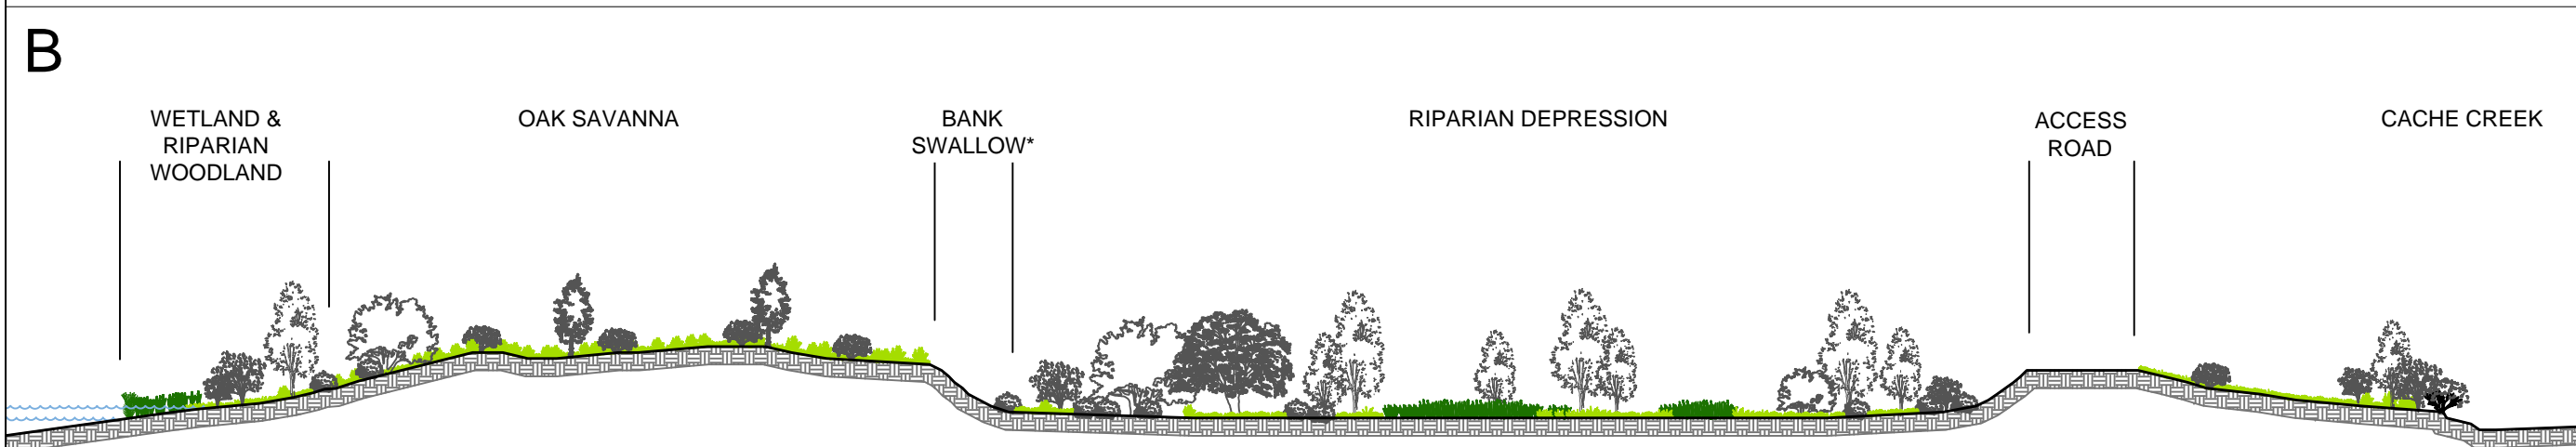 B
WETLAND &
RIPARIAN
WOODLAND
OAK SAVANNA
BANK
SWALLOW*
RIPARIAN DEPRESSION
ACCESS
ROAD
CACHE CREEK